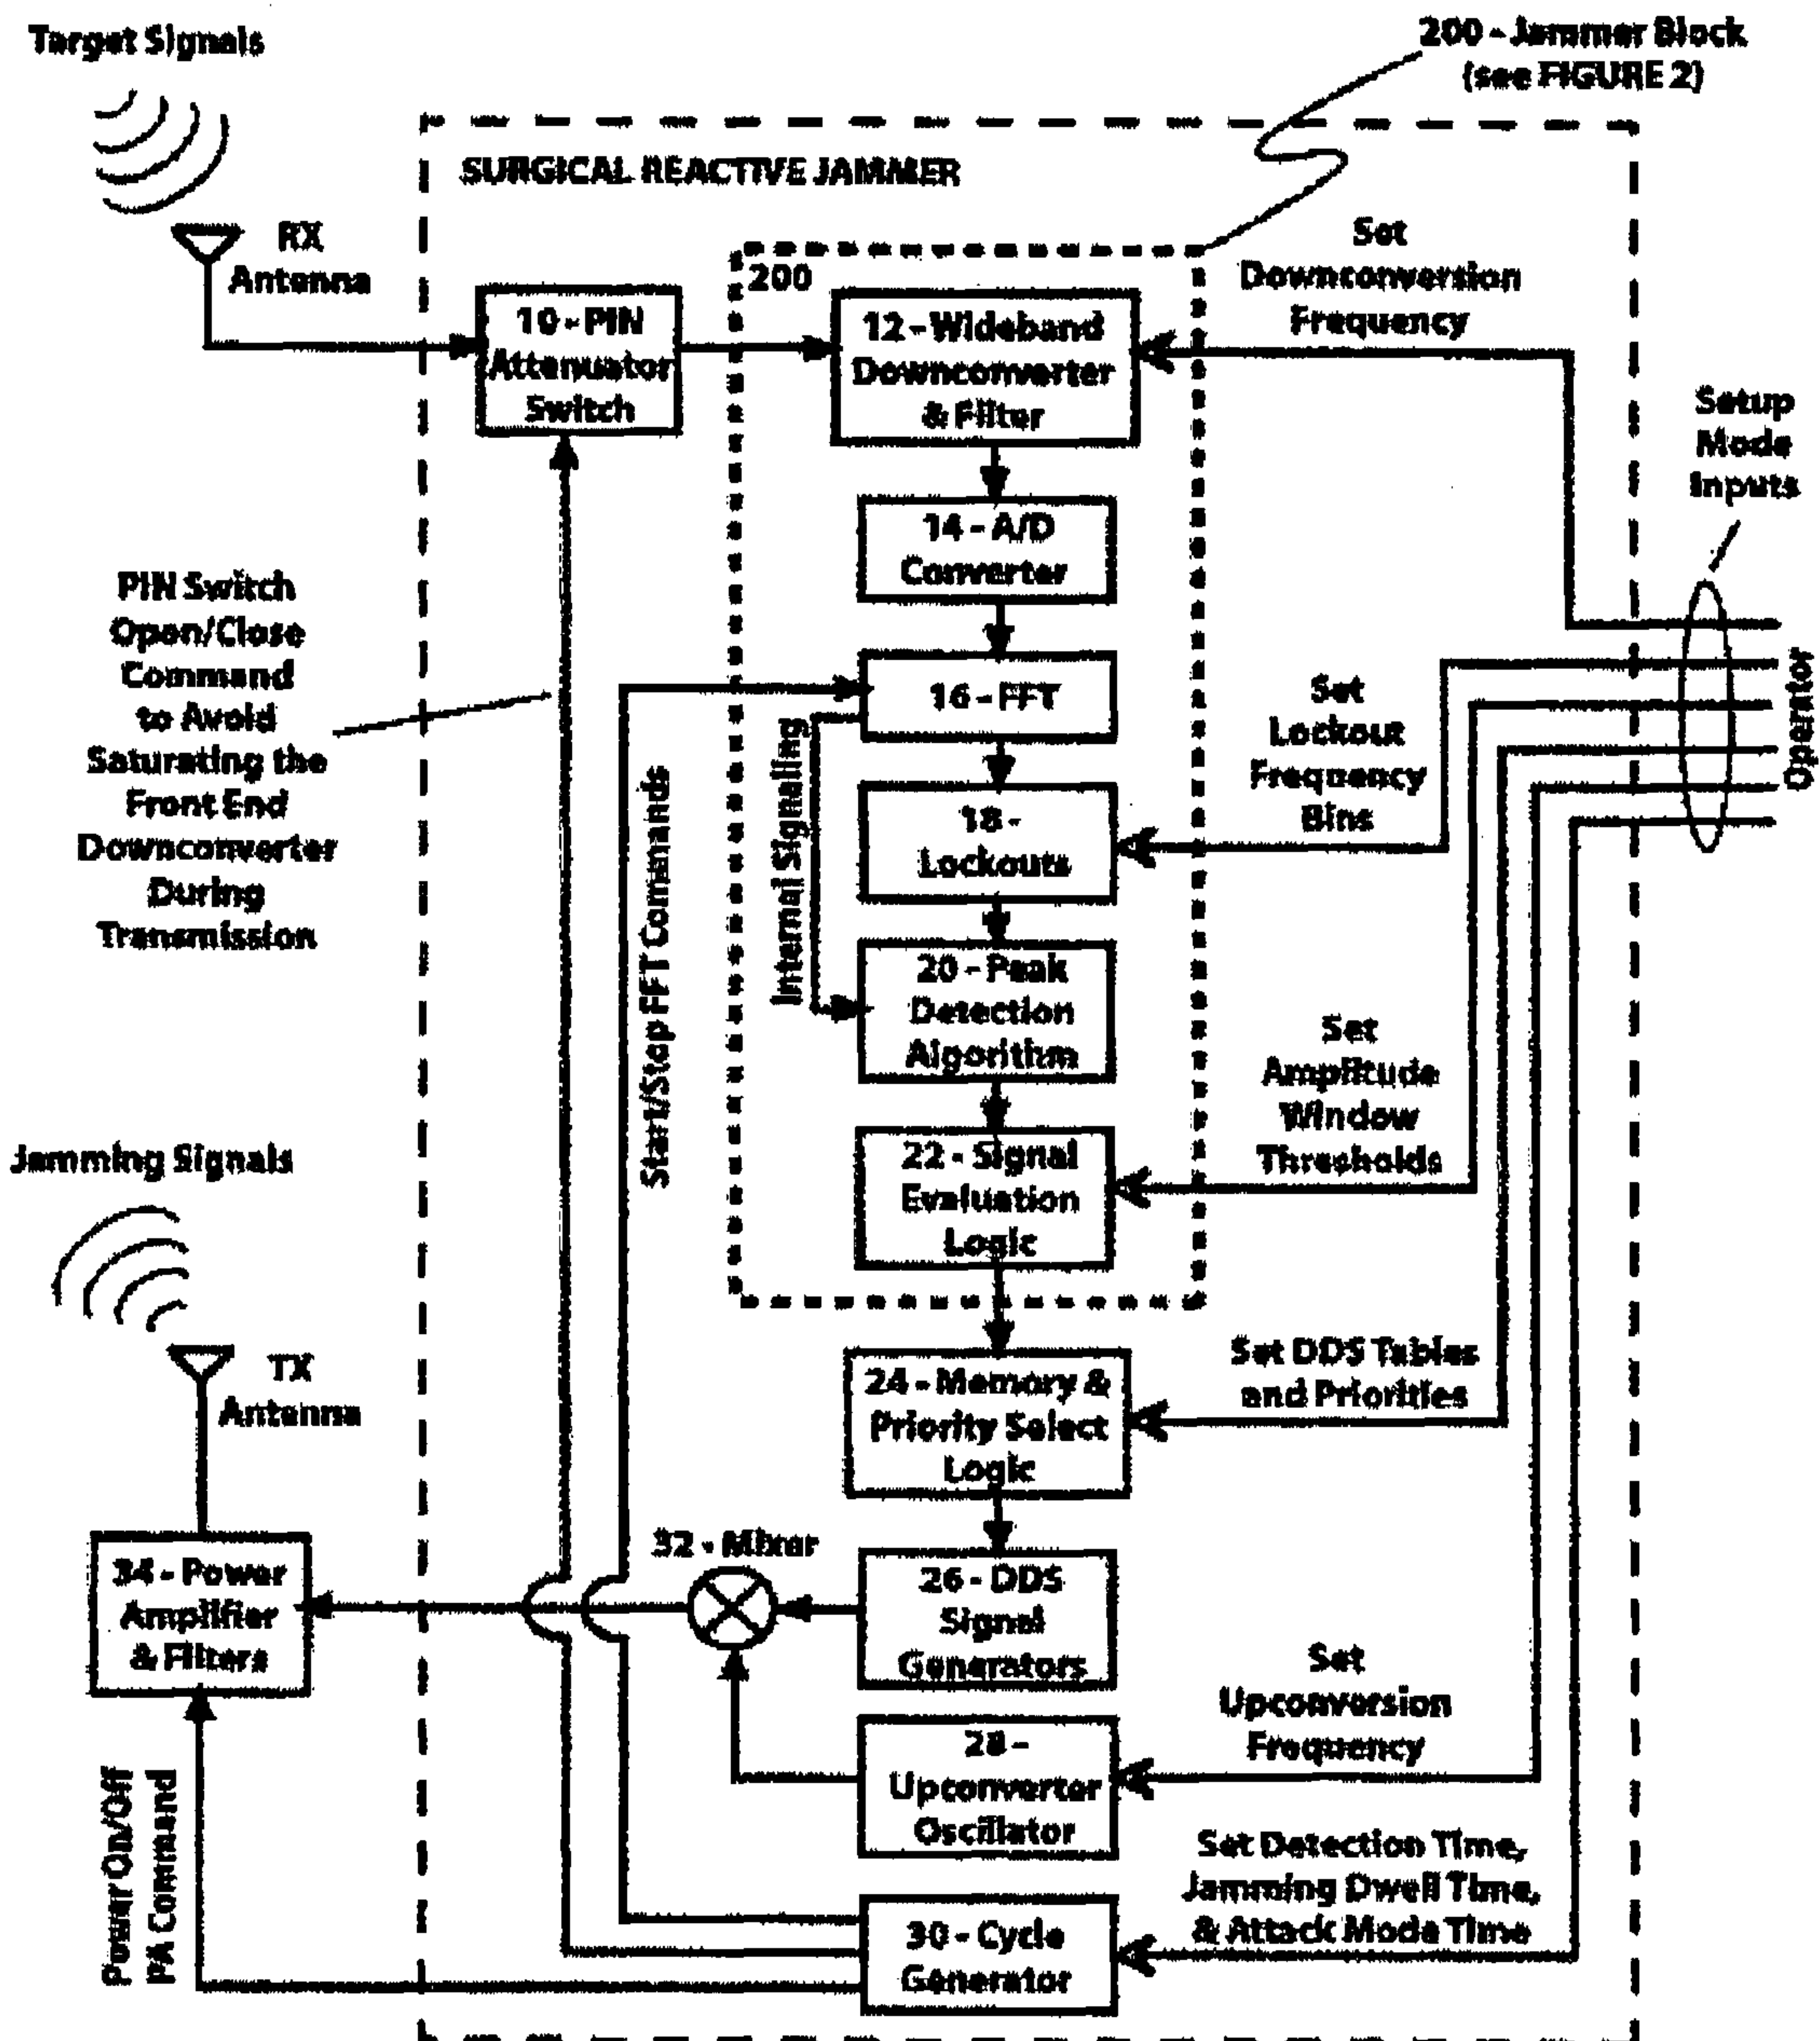 Target Signals
200 - Jammer Block
(see FIGURE 2)
SURGICAL REACTIVE JAMMER
RX
Antenna
200
10 - PIN
Attenuator
Switch
12 - Wideband
Downconverter
& Filter
Set
Downconversion
Frequency
Setup
Mode
Inputs
14 - A/D
Converter
PIN Switch
Open/Close
Command
to Avoid
Saturating the
Front End
Downconverter
During
Transmission
16 - FFT
Internal Signaling
Start/Stop FFT Commands
Set
Lockout
Frequency
Bins
Operator
18 -
Lockouts
20 - Peak
Detection
Algorithm
Set
Amplitude
Window
Thresholds
22 - Signal
Evaluation
Logic
Jamming Signals
TX
Antenna
24 - Memory &
Priority Select
Logic
Set DDS Tables
and Priorities
32 - Mixer
34 - Power
Amplifier
& Filters
26 - DDS
Signal
Generators
Set
Upconversion
Frequency
28 -
Upconverter
Oscillator
Power On/Off
PA Command
Set Detection Time,
Jamming Dwell Time,
& Attack Mode Time
30 - Cycle
Generator